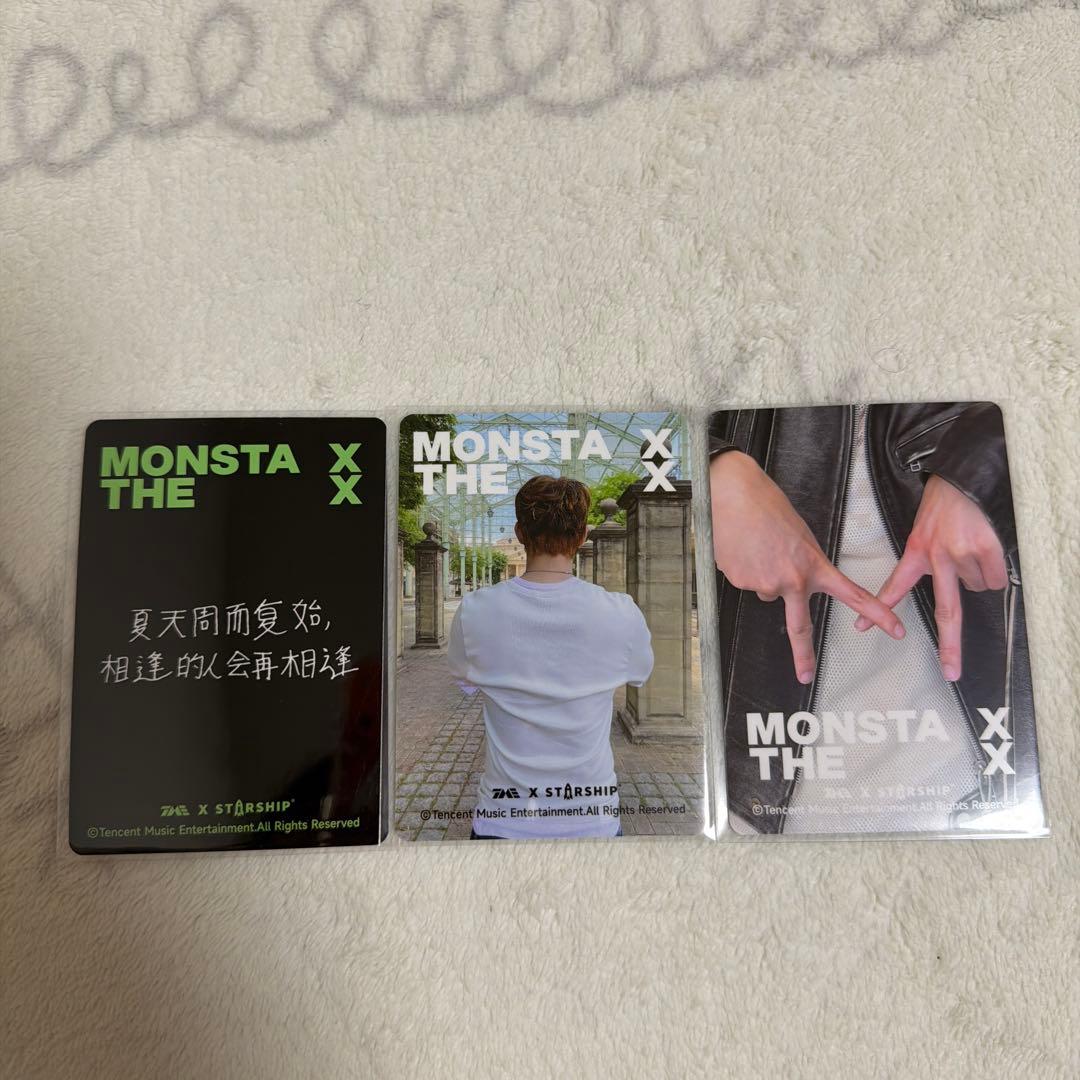 MONSTA X
THE X
夏天周而复始,
相逢的人会再相逢
TME X STARSHIP
©Tencent Music Entertainment.All Rights Reserved
MONSTA X
THE X
TME X STARSHIP
©Tencent Music Entertainment.All Rights Reserved
MONSTA X
THE X
TME X STARSHIP
©Tencent Music Entertainment.All Rights Reserved